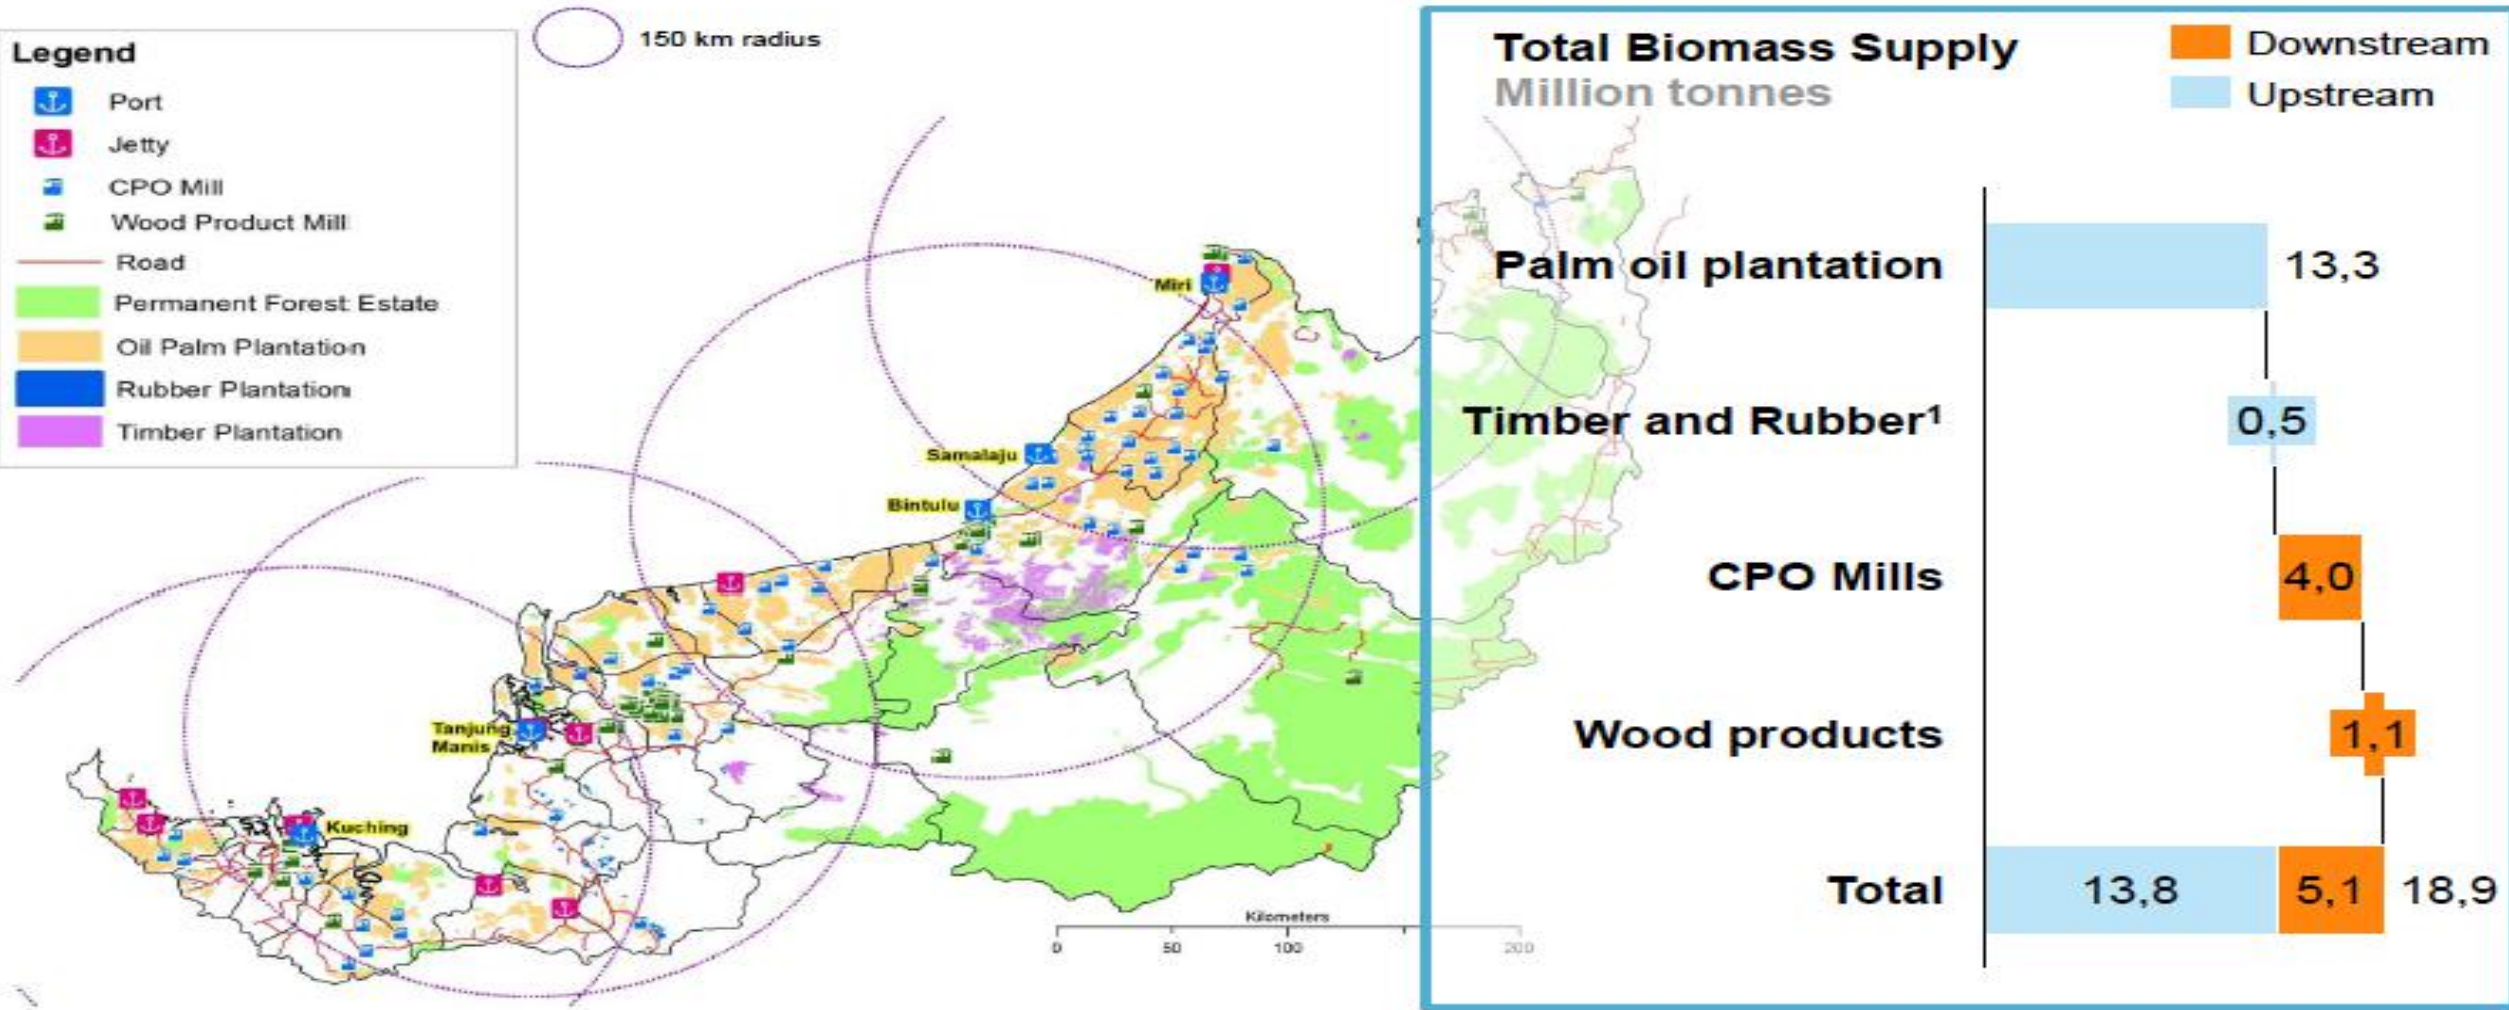 Legend
Port
Jetty
CPO Mill
Wood Product Mill
Road
Permanent Forest Estate
Oil Palm Plantation
Rubber Plantation
Timber Plantation
150 km radius
Miri
Samalaju
Bintulu
Tanjung
Manis
Kuching
Kilometers
0 50 100 200
Total Biomass Supply
Million tonnes
Downstream
Upstream
Palm oil plantation 13,3
Timber and Rubber¹ 0,5
CPO Mills 4,0
Wood products 1,1
Total 13,8 5,1 18,9